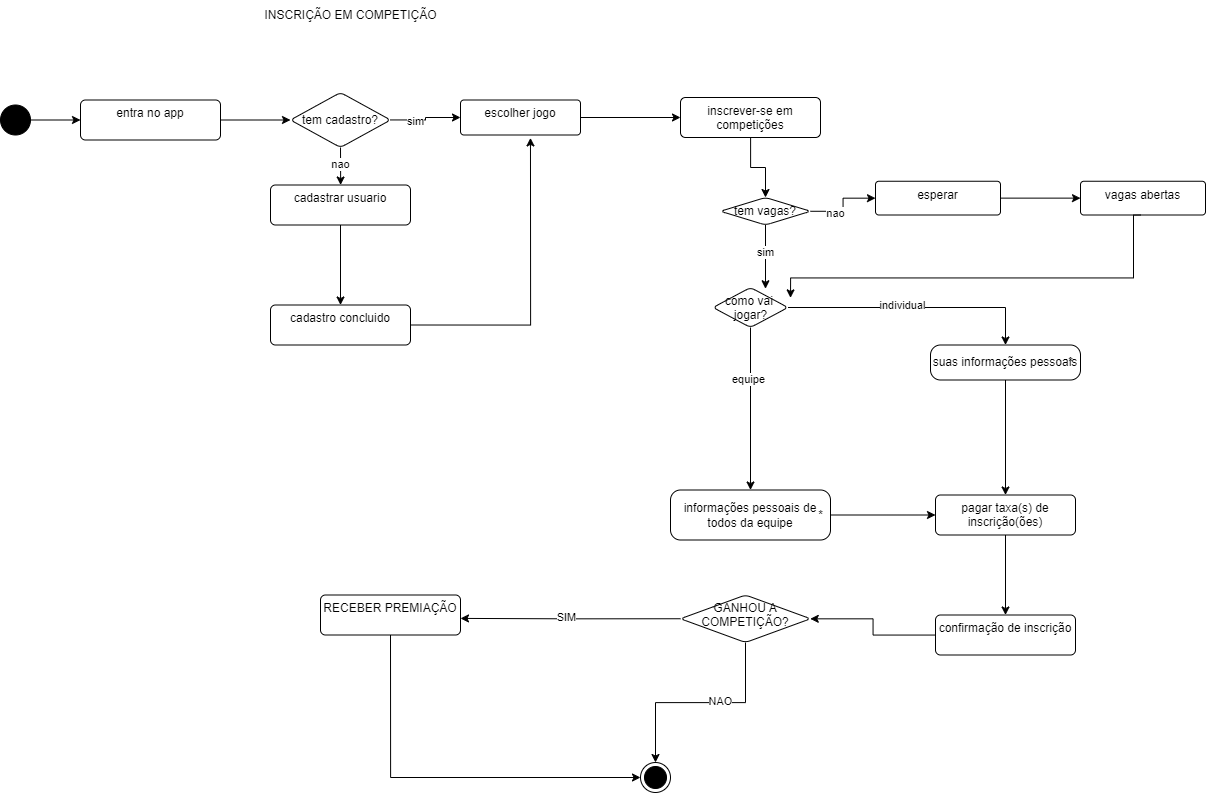 INSCRIÇÃO EM COMPETIÇÃO
entra no app
tem cadastro?
sim
escolher jogo
inscrever-se em
competições
nao
cadastrar usuario
tem vagas?
nao
esperar
vagas abertas
sim
cadastro concluido
como vai
jogar?
individual
suas informações pessoais
*
equipe
informações pessoais de
todos da equipe
*
pagar taxa(s) de
inscrição(ões)
RECEBER PREMIAÇÃO
SIM
GANHOU A
COMPETIÇÃO?
confirmação de inscrição
NAO